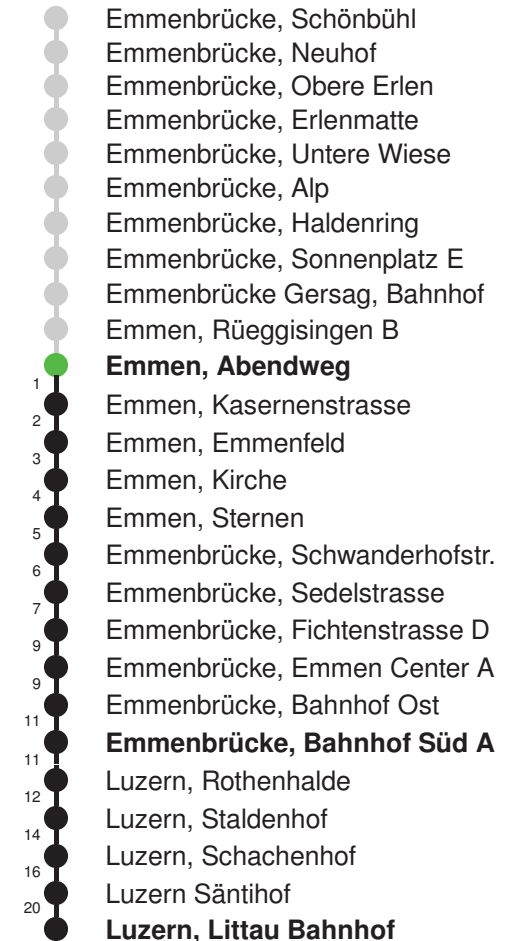 Emmenbrücke, Schönbühl
Emmenbrücke, Neuhof
Emmenbrücke, Obere Erlen
Emmenbrücke, Erlenmatte
Emmenbrücke, Untere Wiese
Emmenbrücke, Alp
Emmenbrücke, Haldenring
Emmenbrücke, Sonnenplatz E
Emmenbrücke Gersag, Bahnhof
Emmen, Rüeggisingen B
Emmen, Abendweg
1
Emmen, Kasernenstrasse
2
Emmen, Emmenfeld
3
Emmen, Kirche
4
Emmen, Sternen
5
Emmenbrücke, Schwanderhofstr.
6
Emmenbrücke, Sedelstrasse
7
Emmenbrücke, Fichtenstrasse D
9
Emmenbrücke, Emmen Center A
9
Emmenbrücke, Bahnhof Ost
11
Emmenbrücke, Bahnhof Süd A
11
Luzern, Rothenhalde
12
Luzern, Staldenhof
14
Luzern, Schachenhof
16
Luzern Säntihof
20
Luzern, Littau Bahnhof